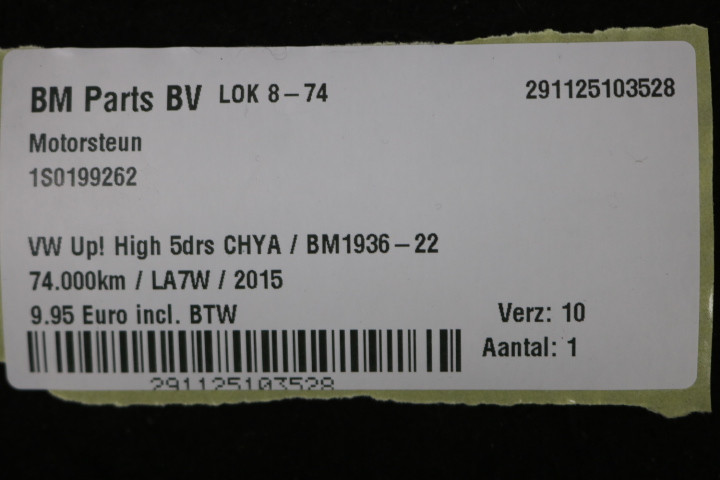 BM Parts BV LOK 8-74 291125103528
Motorsteun
1S0199262
VW Up! High 5drs CHYA / BM1936-22
74.000km / LA7W / 2015
9.95 Euro incl. BTW Verz: 10
Aantal: 1
291125103528